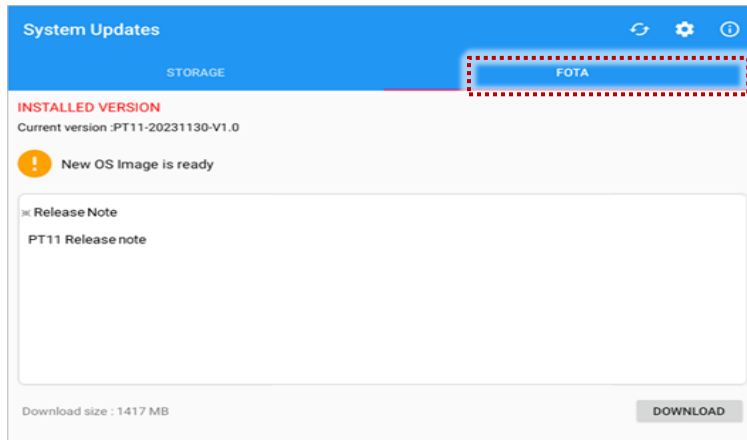 System Updates
STORAGE
FOTA
INSTALLED VERSION
Current version :PT11-20231130-V1.0
New OS Image is ready
※ Release Note
PT11 Release note
Download size : 1417 MB
DOWNLOAD